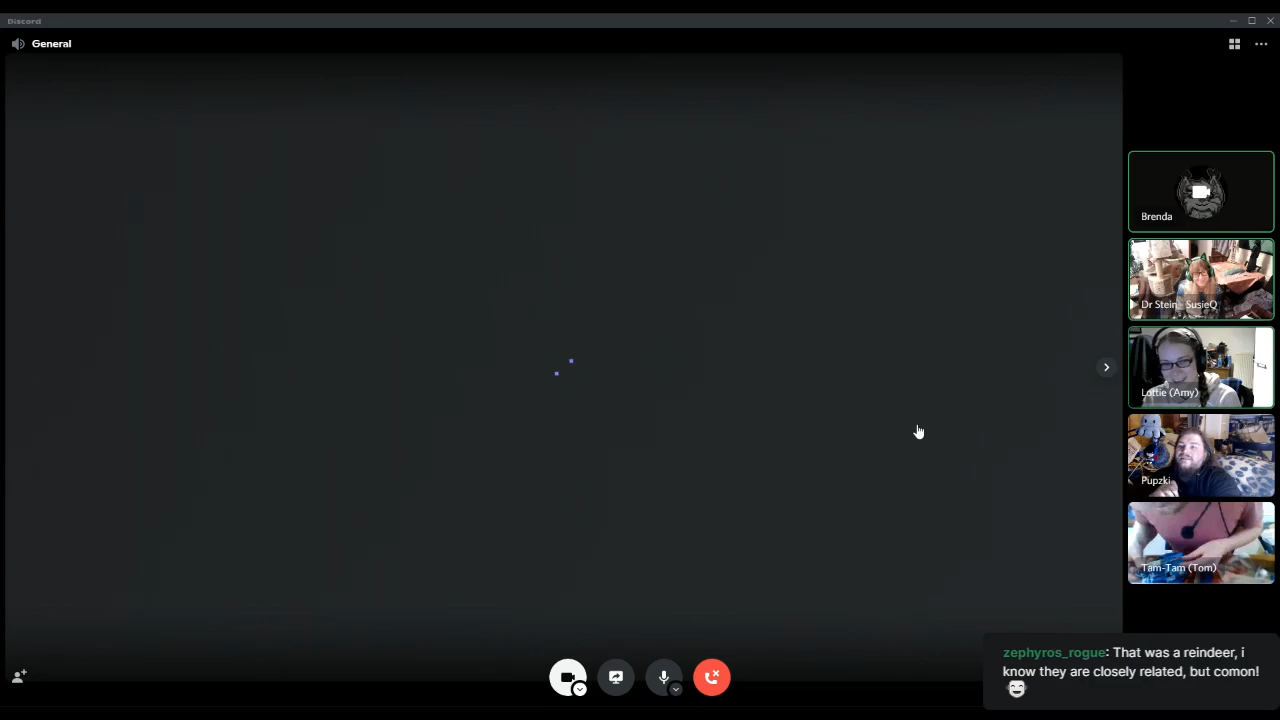 Discord
General
Brenda
Dr Stein - SusieQ
Lottie (Amy)
Pupzki
Tam-Tam (Tom)
zephyros_rogue: That was a reindeer, i
know they are closely related, but comon!